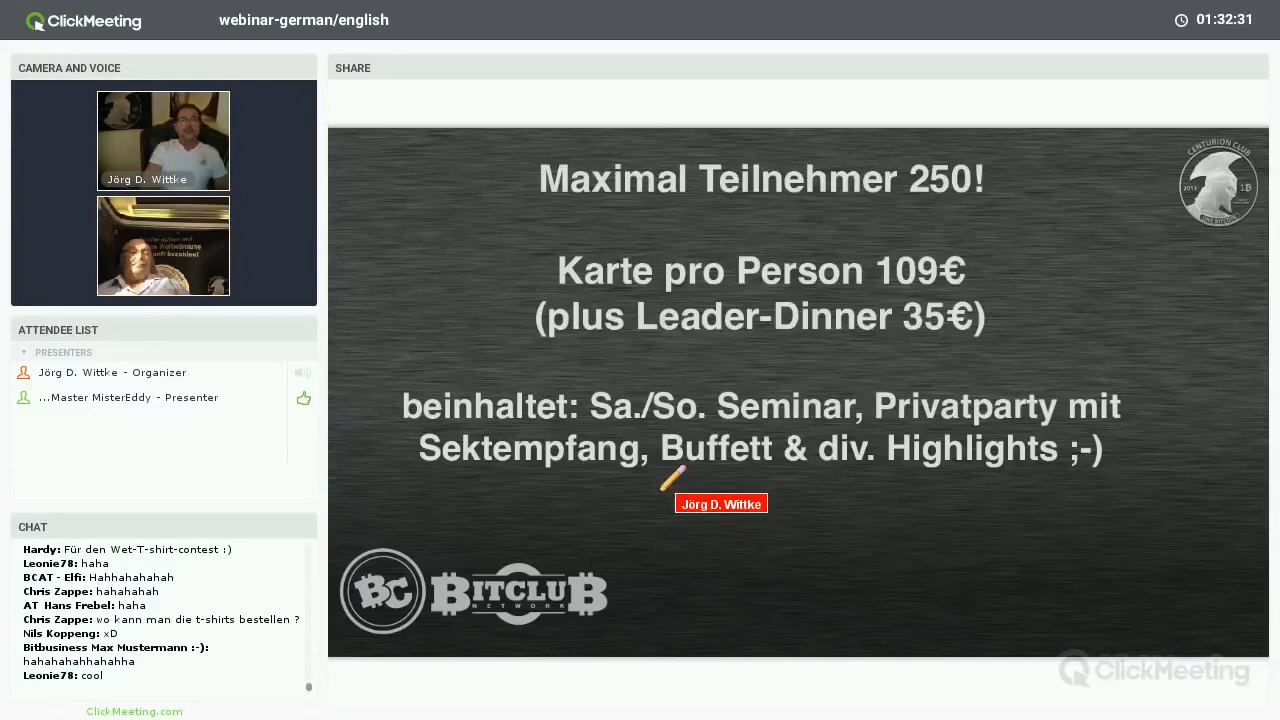 ClickMeeting
webinar-german/english
01:32:31
CAMERA AND VOICE
Jörg D. Wittke
ATTENDEE LIST
PRESENTERS
Jörg D. Wittke - Organizer
...Master MisterEddy - Presenter
CHAT
Hardy: Für den Wet-T-shirt-contest :)
Leonie78: haha
BCAT - Elfi: Hahhahahahah
Chris Zappe: hahahahah
AT Hans Frebel: haha
Chris Zappe: wo kann man die t-shirts bestellen ?
Nils Koppeng: xD
Bitbusiness Max Mustermann :-):
hahahahahhahahha
Leonie78: cool
ClickMeeting.com
SHARE
Maximal Teilnehmer 250!
CENTURION CLUB
ONE BITCOIN
Karte pro Person 109€
(plus Leader-Dinner 35€)
beinhaltet: Sa./So. Seminar, Privatparty mit
Sektempfang, Buffett & div. Highlights ;-)
Jörg D. Wittke
BC BITCLUB
NETWORK
ClickMeeting